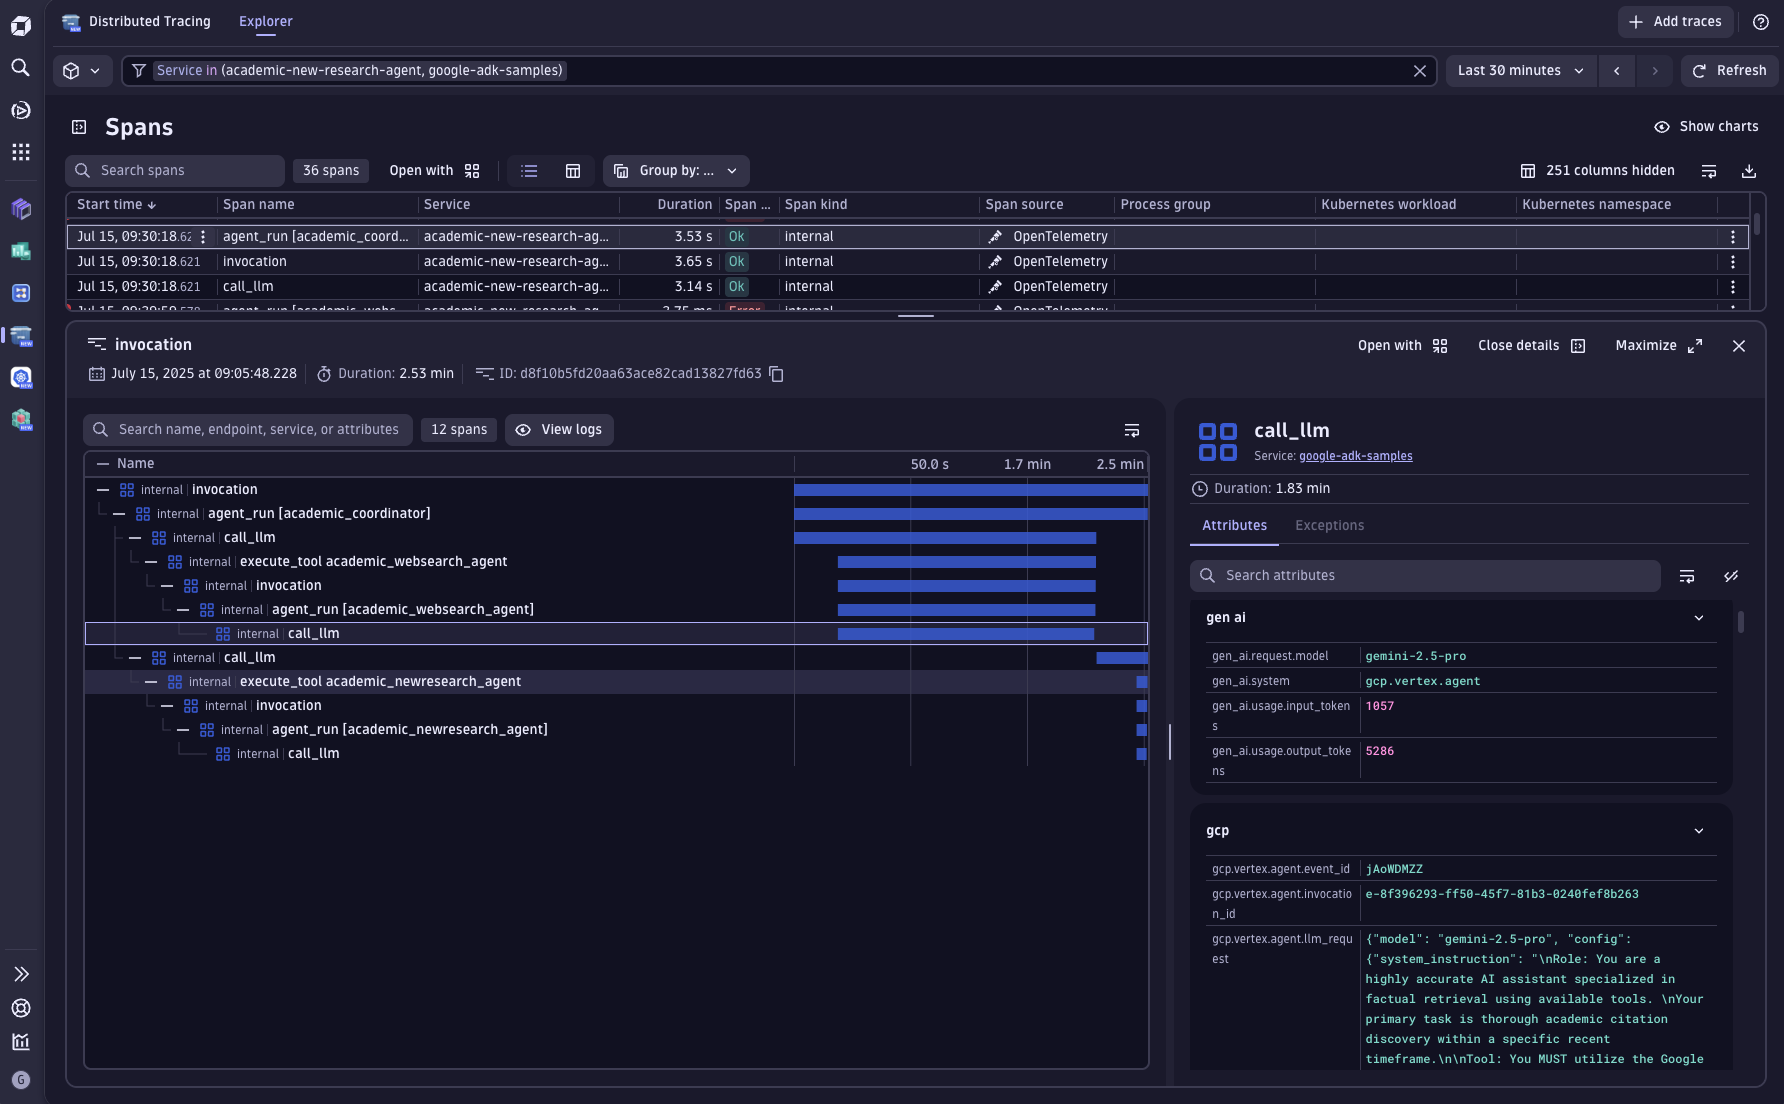 Distributed Tracing
Explorer
Add traces
Service in (academic-new-research-agent, google-adk-samples)
Last 30 minutes
Refresh
Spans
Show charts
Search spans
36 spans
Open with
Group by: ...
251 columns hidden
Start time Span name Service Duration Span ... Span kind Span source Process group Kubernetes workload Kubernetes namespace
Jul 15, 09:30:18.62 agent_run [academic_coord... academic-new-research-ag... 3.53 s Ok internal OpenTelemetry
Jul 15, 09:30:18.621 invocation academic-new-research-ag... 3.65 s Ok internal OpenTelemetry
Jul 15, 09:30:18.621 call_llm academic-new-research-ag... 3.14 s Ok internal OpenTelemetry
invocation
Open with
Close details
Maximize
July 15, 2025 at 09:05:48.228
Duration: 2.53 min
ID: d8f10b5fd20aa63ace82cad13827fd63
Search name, endpoint, service, or attributes
12 spans
View logs
Name 50.0 s 1.7 min 2.5 min
internal invocation
internal agent_run [academic_coordinator]
internal call_llm
internal execute_tool academic_websearch_agent
internal invocation
internal agent_run [academic_websearch_agent]
internal call_llm
internal call_llm
internal execute_tool academic_newresearch_agent
internal invocation
internal agent_run [academic_newresearch_agent]
internal call_llm
call_llm
Service: google-adk-samples
Duration: 1.83 min
Attributes
Exceptions
Search attributes
gen ai
gen_ai.request.model gemini-2.5-pro
gen_ai.system gcp.vertex.agent
gen_ai.usage.input_token 1057
s
gen_ai.usage.output_toke 5286
ns
gcp
gcp.vertex.agent.event_id jAoWDMZZ
gcp.vertex.agent.invocatio e-8f396293-ff50-45f7-81b3-0240fef8b263
n_id
gcp.vertex.agent.llm_requ {"model": "gemini-2.5-pro", "config":
est {"system_instruction": "\nRole: You are a
highly accurate AI assistant specialized in
factual retrieval using available tools. \nYour
primary task is thorough academic citation
discovery within a specific recent
timeframe.\n\nTool: You MUST utilize the Google
G